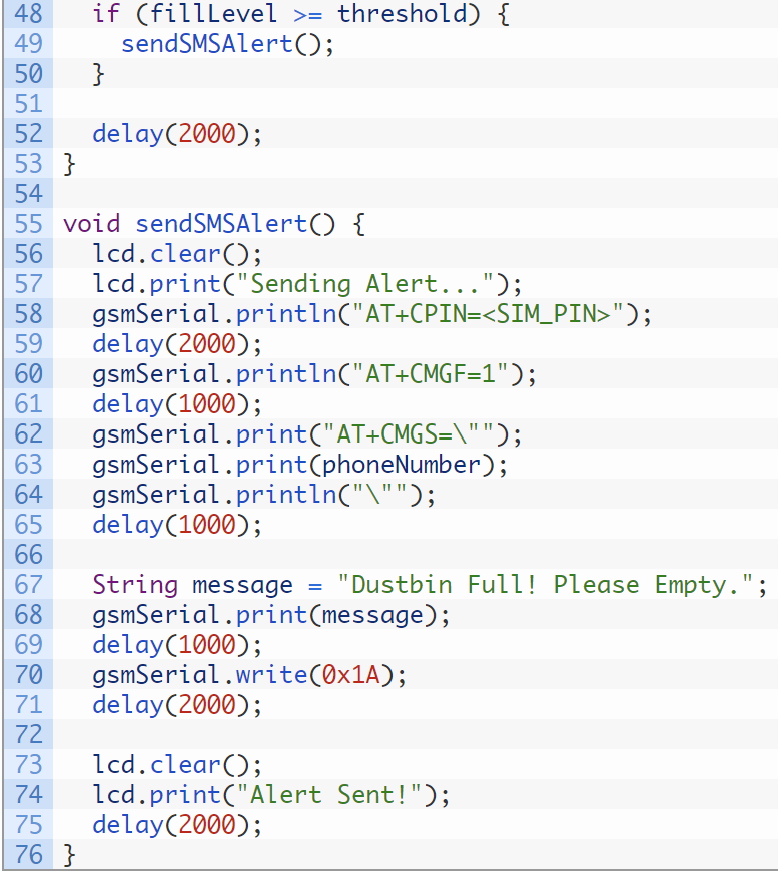 48 if (fillLevel >= threshold) {
49 sendSMSAlert();
50 }
51
52 delay(2000);
53 }
54
55 void sendSMSAlert() {
56 lcd.clear();
57 lcd.print("Sending Alert...");
58 gsmSerial.println("AT+CPIN=<SIM_PIN>");
59 delay(2000);
60 gsmSerial.println("AT+CMGF=1");
61 delay(1000);
62 gsmSerial.print("AT+CMGS=\"");
63 gsmSerial.print(phoneNumber);
64 gsmSerial.println("\"");
65 delay(1000);
66
67 String message = "Dustbin Full! Please Empty.";
68 gsmSerial.print(message);
69 delay(1000);
70 gsmSerial.write(0x1A);
71 delay(2000);
72
73 lcd.clear();
74 lcd.print("Alert Sent!");
75 delay(2000);
76 }